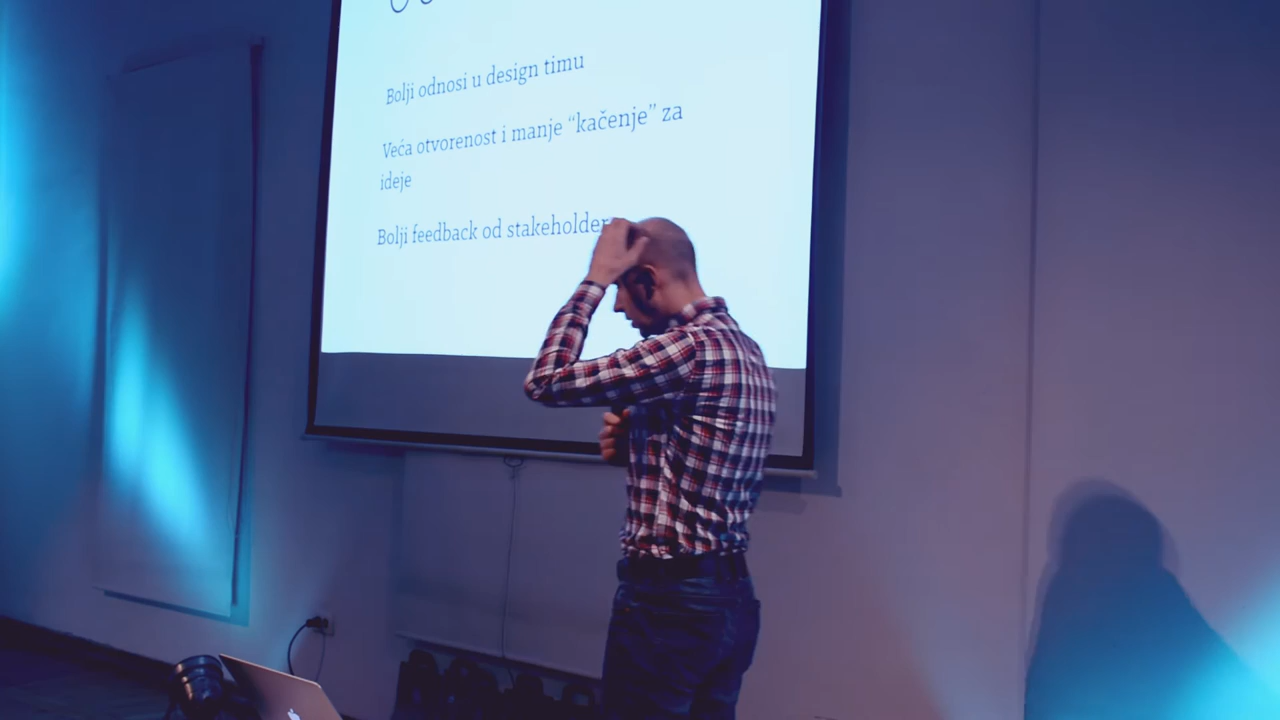 Bolji odnosi u design timu
Veća otvorenost i manje “kačenje” za
ideje
Bolji feedback od stakeholder